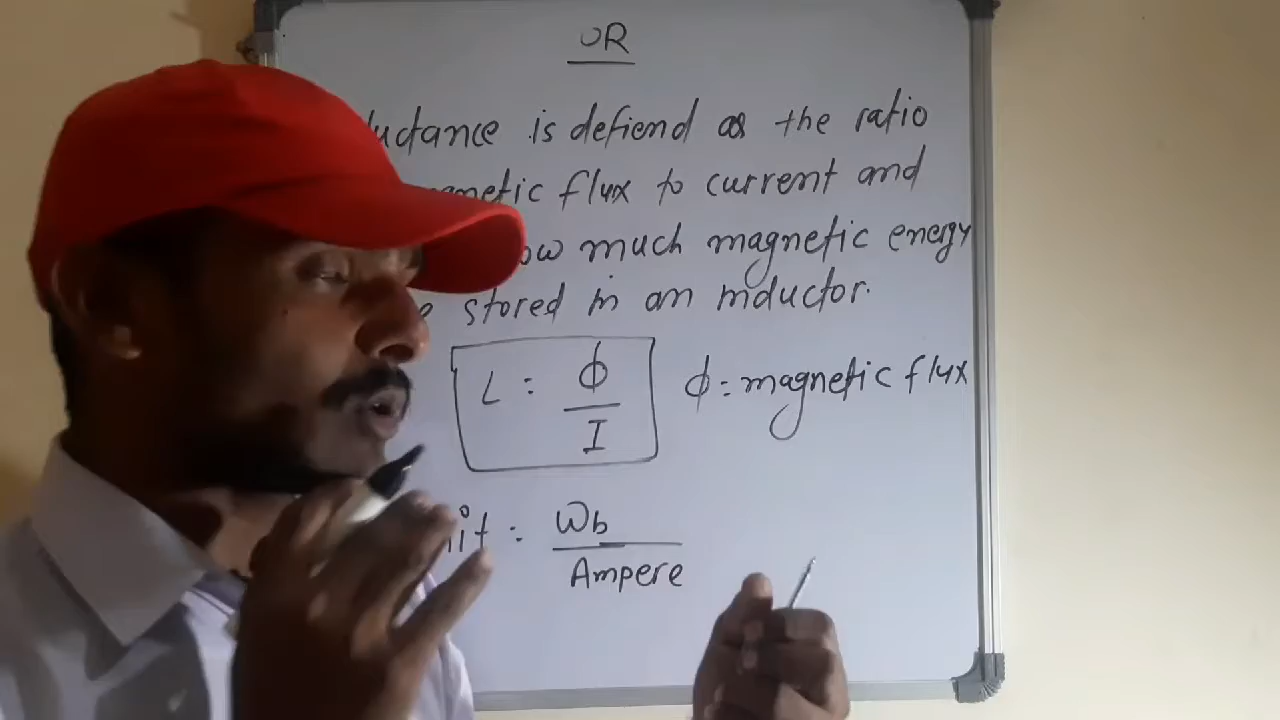 OR
ductance is defiend as the ratio
gnetic flux to current and
ow much magnetic energy
e stored in an inductor.
L = ϕ / I ϕ = magnetic flux
it : Wb / Ampere